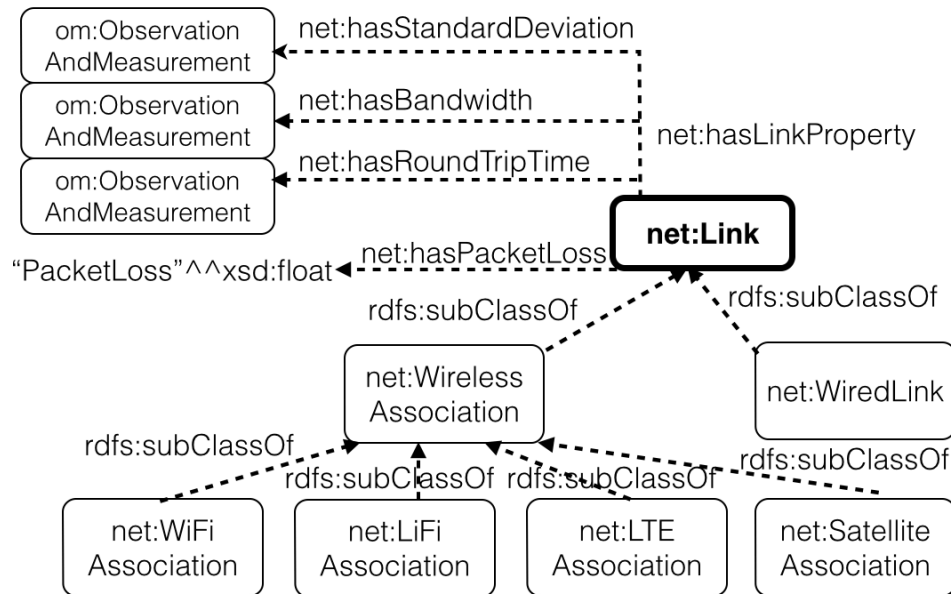 om:Observation
AndMeasurement
net:hasStandardDeviation
om:Observation
AndMeasurement
net:hasBandwidth
net:hasLinkProperty
om:Observation
AndMeasurement
net:hasRoundTripTime
net:Link
“PacketLoss”^^xsd:float
net:hasPacketLoss
rdfs:subClassOf
rdfs:subClassOf
net:Wireless
Association
net:WiredLink
rdfs:subClassOf
rdfs:subClassOf
rdfs:subClassOf
rdfs:subClassOf
net:WiFi
Association
net:LiFi
Association
net:LTE
Association
net:Satellite
Association